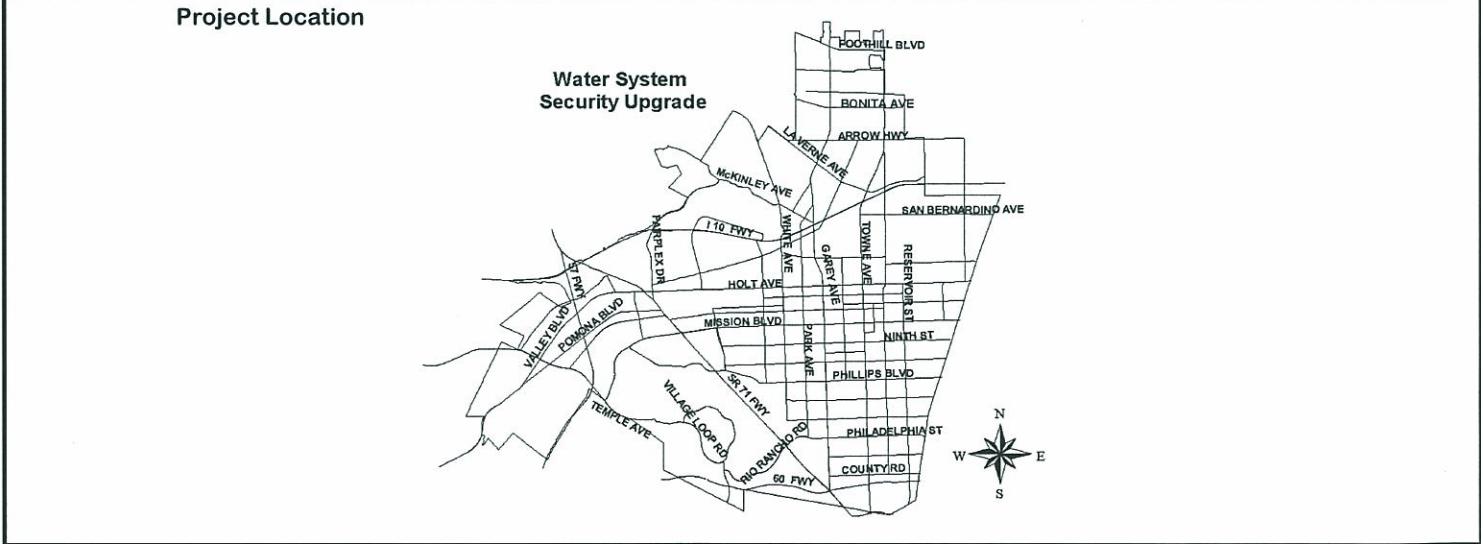 Project Location
Water System
Security Upgrade
FOOTHILL BLVD
BONITA AVE
ARROW HWY
LA VERNE AVE
McKINLEY AVE
SAN BERNARDINO AVE
FAIRPLEX DR
I 10 FWY
WHITE AVE
GAREY AVE
TOWNE AVE
RESERVOIR ST
57 FWY
HOLT AVE
VALLEY BLVD
POMONA BLVD
MISSION BLVD
PARK AVE
NINTH ST
PHILLIPS BLVD
SR 71 FWY
VILLAGE LOOP RD
TEMPLE AVE
RIO RANCHO RD
PHILADELPHIA ST
COUNTY RD
60 FWY
N
W
E
S